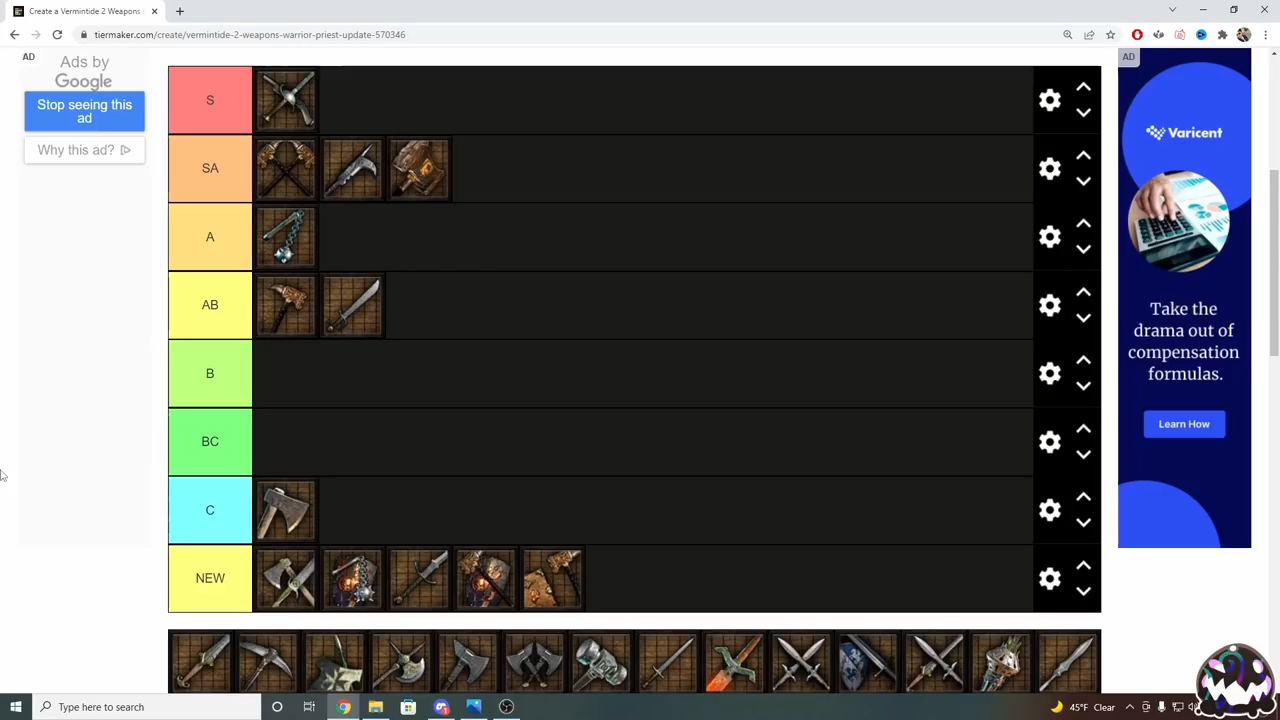 Create a Vermintide 2 Weapons
tiermaker.com/create/vermintide-2-weapons-warrior-priest-update-570346
AD
Ads by
Google
Stop seeing this
ad
Why this ad?
S
SA
A
AB
B
BC
C
NEW
AD
Varicent
Take the
drama out of
compensation
formulas.
Learn How
Type here to search
45°F Clear